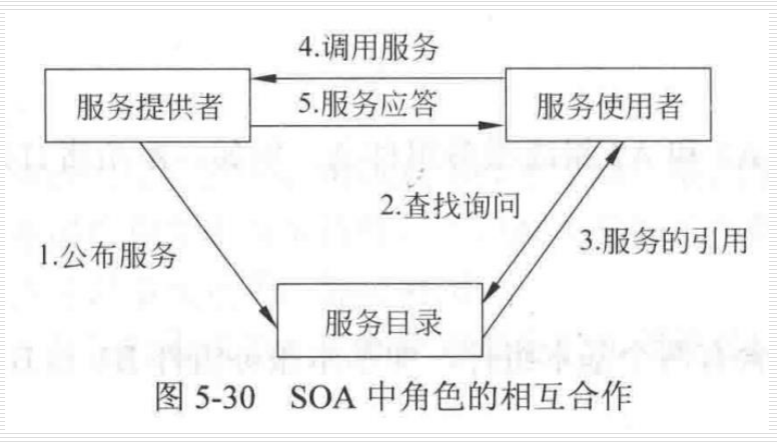 4.调用服务
服务提供者
服务使用者
5.服务应答
2.查找询问
1.公布服务
3.服务的引用
服务目录
图 5-30 SOA 中角色的相互合作